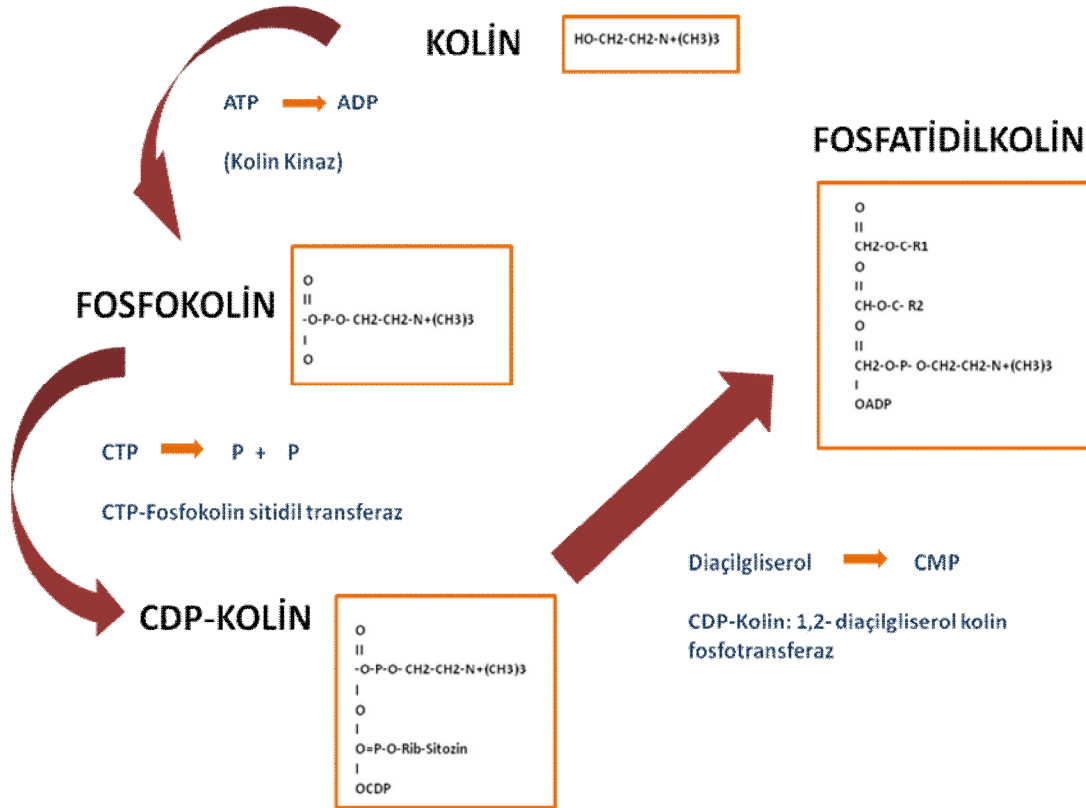 KOLİN
HO-CH2-CH2-N+(CH3)3
ATP ADP
(Kolin Kinaz)
FOSFOKOLİN
O
II
-O-P-O- CH2-CH2-N+(CH3)3
I
O
CTP P + P
CTP-Fosfokolin sitidil transferaz
CDP-KOLİN
O
II
-O-P-O- CH2-CH2-N+(CH3)3
I
O
I
O=P-O-Rib-Sitozin
I
OCDP
Diaçilgliserol CMP
CDP-Kolin: 1,2- diaçilgliserol kolin
fosfotransferaz
FOSFATİDİLKOLİN
O
II
CH2-O-C-R1
O
II
CH-O-C- R2
O
II
CH2-O-P- O-CH2-CH2-N+(CH3)3
I
OADP